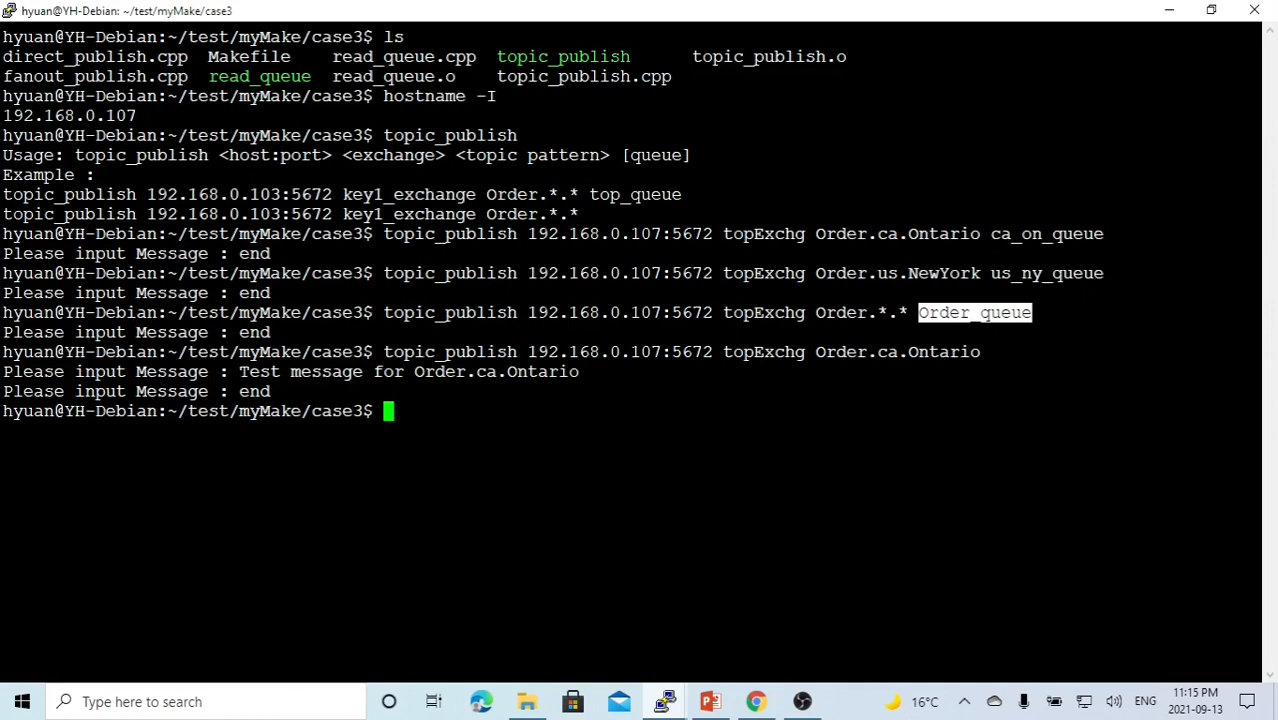 hyuan@YH-Debian: ~/test/myMake/case3
hyuan@YH-Debian:~/test/myMake/case3$ ls
direct_publish.cpp  Makefile    read_queue.cpp  topic_publish      topic_publish.o
fanout_publish.cpp  read_queue  read_queue.o    topic_publish.cpp
hyuan@YH-Debian:~/test/myMake/case3$ hostname -I
192.168.0.107
hyuan@YH-Debian:~/test/myMake/case3$ topic_publish
Usage: topic_publish <host:port> <exchange> <topic pattern> [queue]
Example :
topic_publish 192.168.0.103:5672 key1_exchange Order.*.* top_queue
topic_publish 192.168.0.103:5672 key1_exchange Order.*.*
hyuan@YH-Debian:~/test/myMake/case3$ topic_publish 192.168.0.107:5672 topExchg Order.ca.Ontario ca_on_queue
Please input Message : end
hyuan@YH-Debian:~/test/myMake/case3$ topic_publish 192.168.0.107:5672 topExchg Order.us.NewYork us_ny_queue
Please input Message : end
hyuan@YH-Debian:~/test/myMake/case3$ topic_publish 192.168.0.107:5672 topExchg Order.*.* Order_queue
Please input Message : end
hyuan@YH-Debian:~/test/myMake/case3$ topic_publish 192.168.0.107:5672 topExchg Order.ca.Ontario
Please input Message : Test message for Order.ca.Ontario
Please input Message : end
hyuan@YH-Debian:~/test/myMake/case3$
Type here to search
16°C
ENG
11:15 PM
2021-09-13